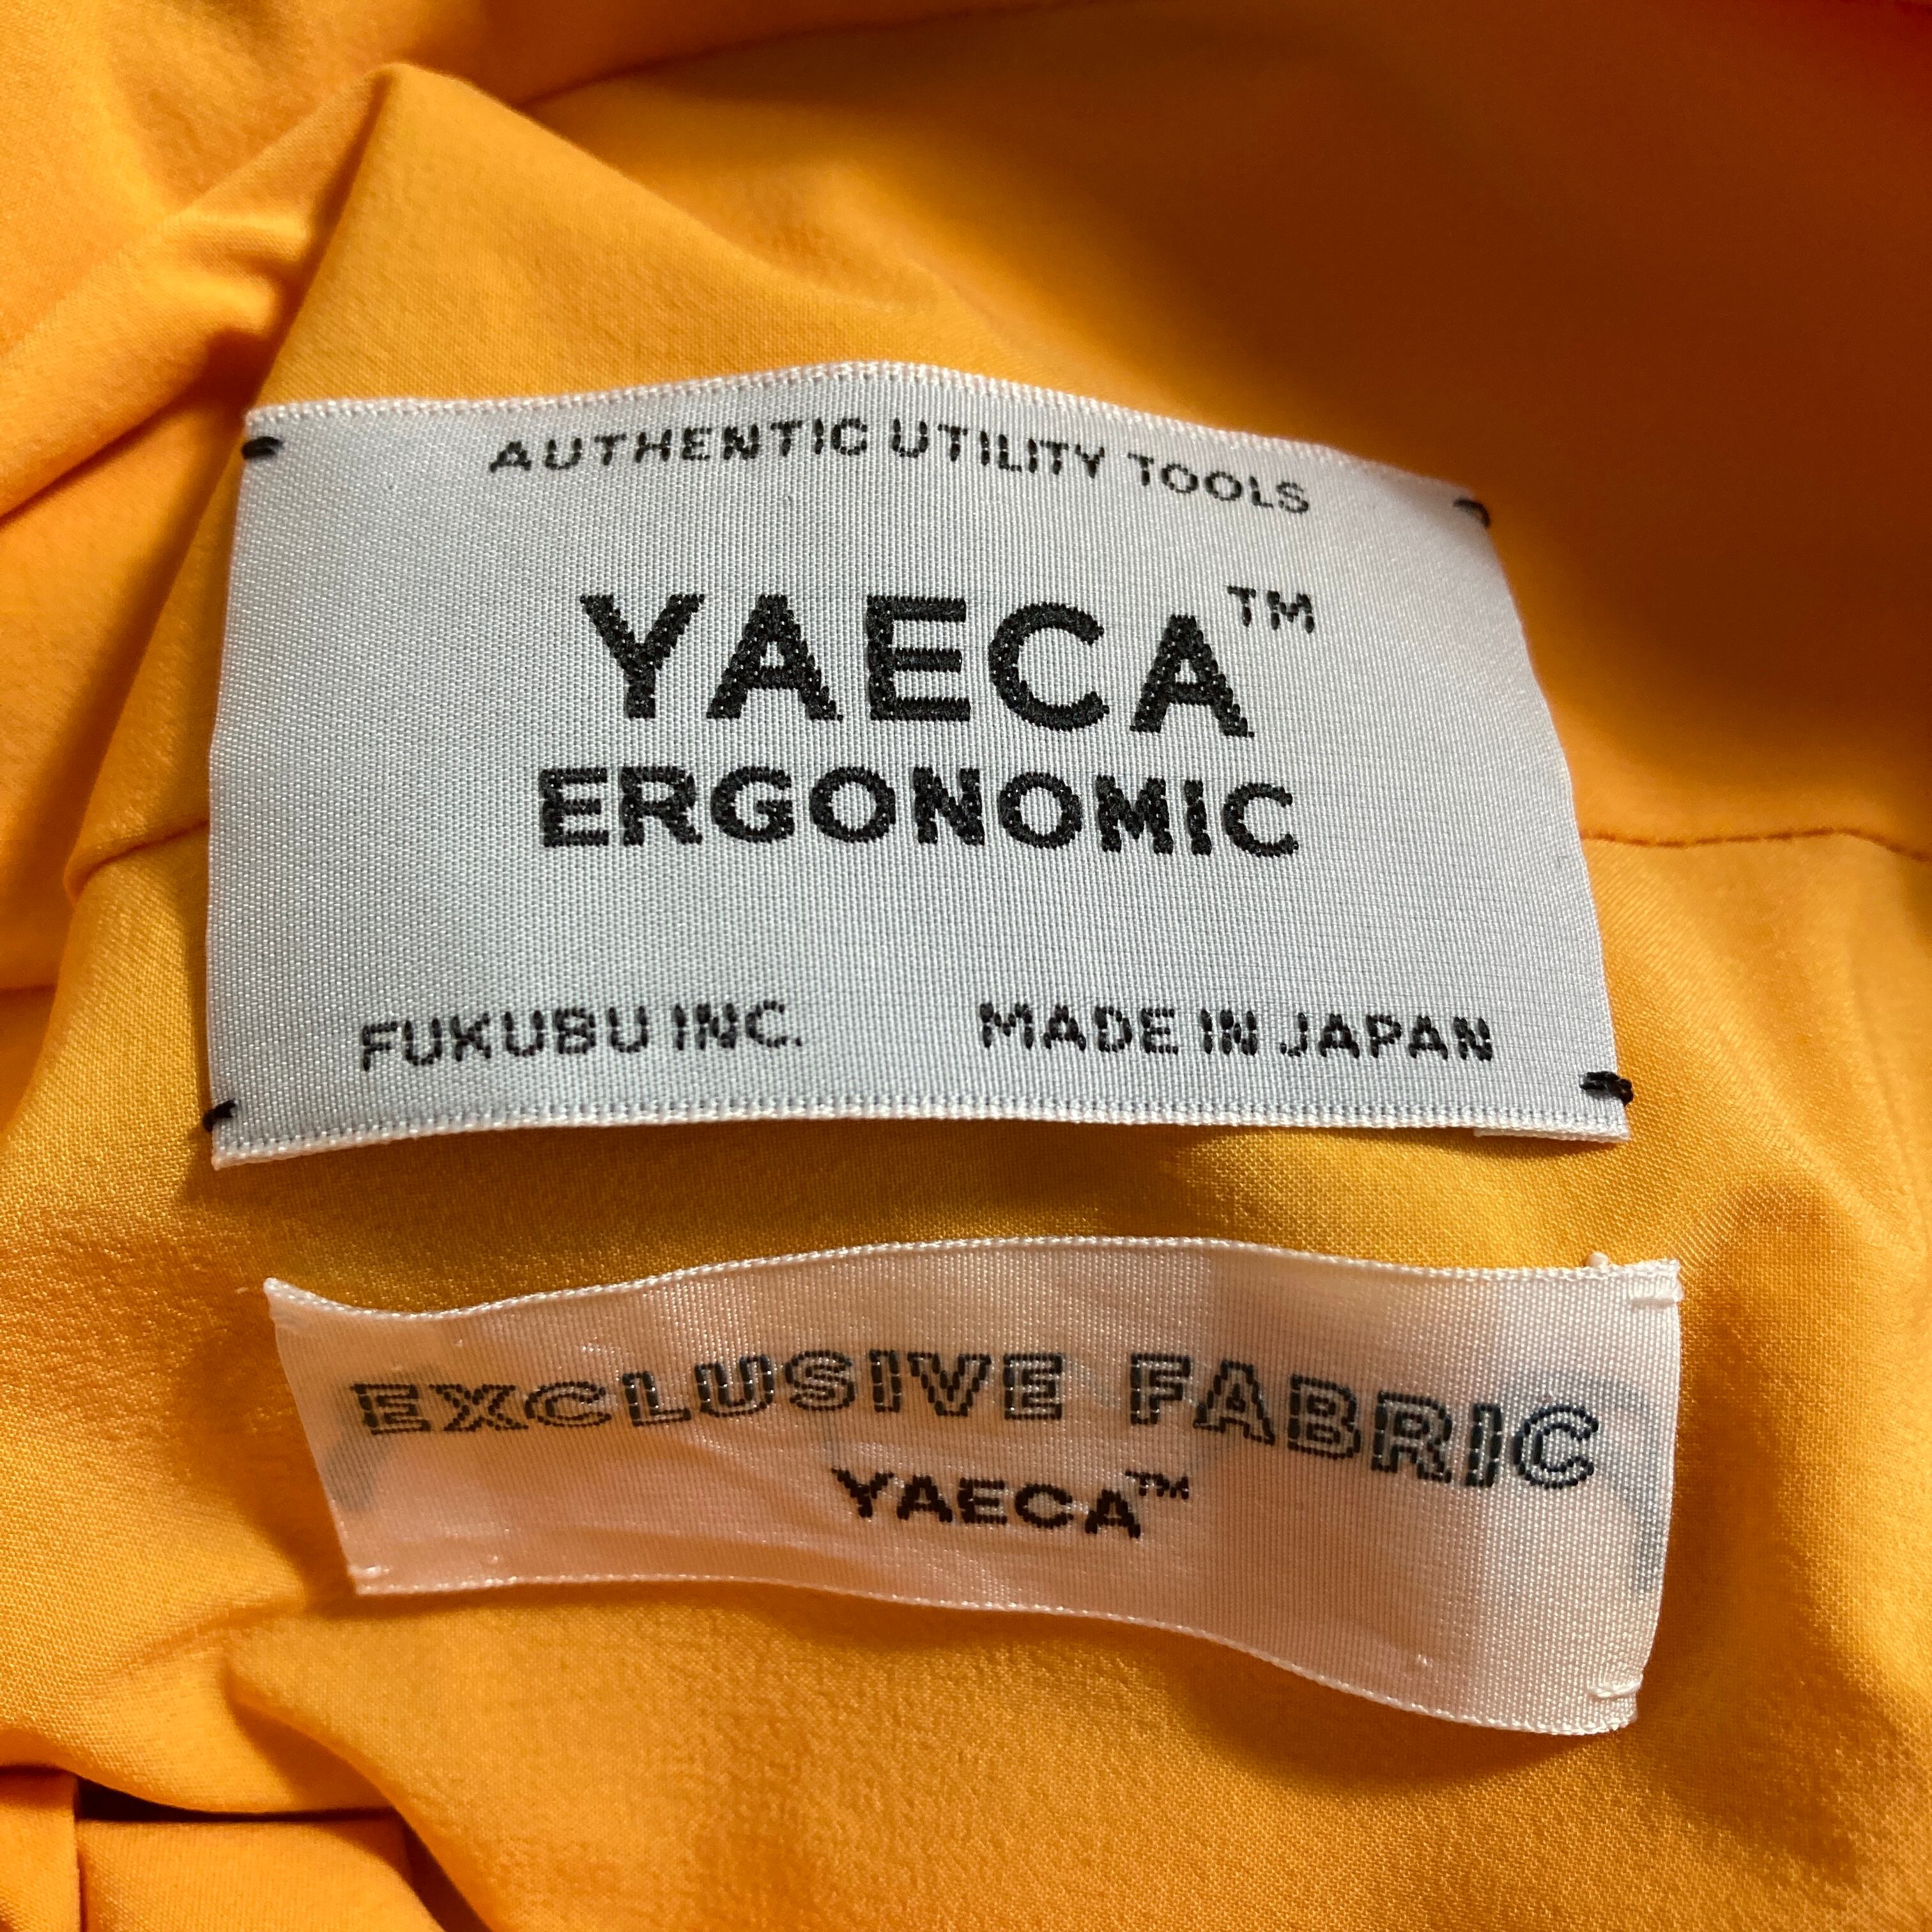 AUTHENTIC UTILITY TOOLS
YAECA™
ERGONOMIC
FUKUBU INC. MADE IN JAPAN
EXCLUSIVE FABRIC
YAECA™